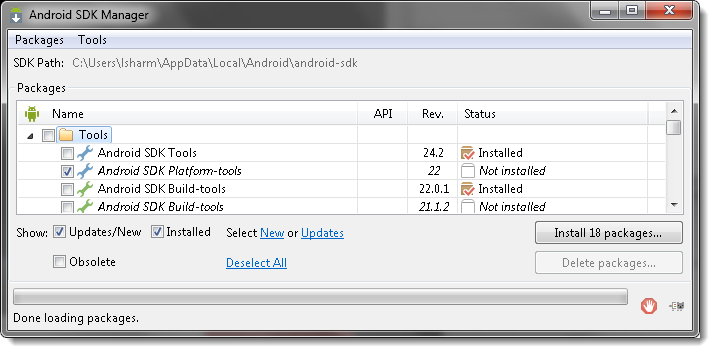 Android SDK Manager
Packages Tools
SDK Path: C:\Users\lsharm\AppData\Local\Android\android-sdk
Packages
Name API Rev. Status
Tools
Android SDK Tools 24.2 Installed
Android SDK Platform-tools 22 Not installed
Android SDK Build-tools 22.0.1 Installed
Android SDK Build-tools 21.1.2 Not installed
Show: Updates/New Installed Select New or Updates Install 18 packages...
Obsolete Deselect All Delete packages...
Done loading packages.